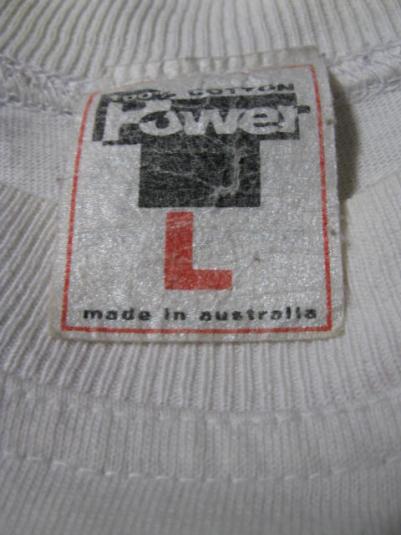 100% COTTON
Power
T
L
made in australia